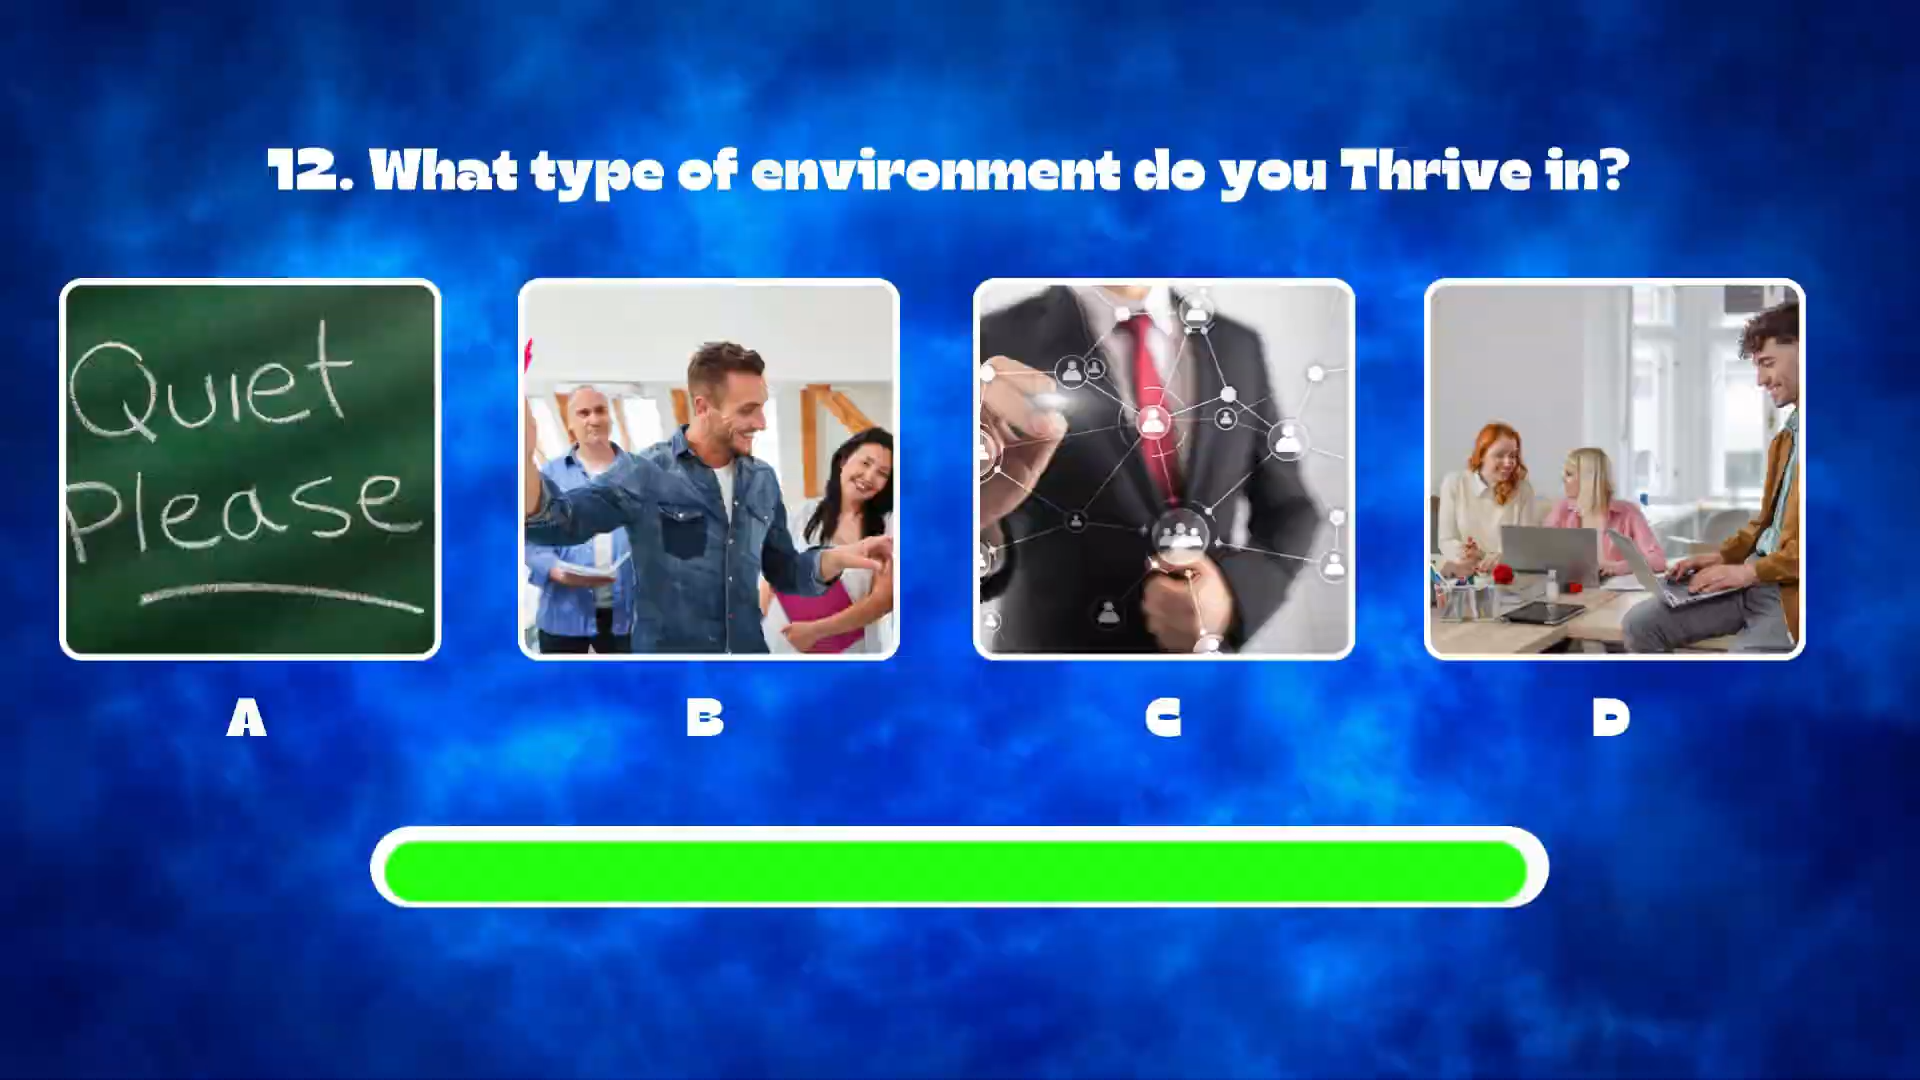 12. What type of environment do you Thrive in?
Quiet
Please
A
B
C
D